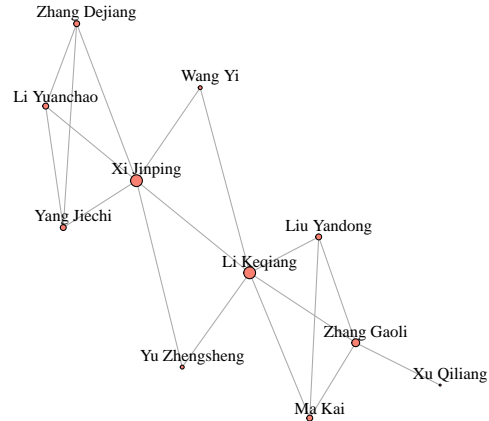 Zhang Dejiang
Wang Yi
Li Yuanchao
Xi Jinping
Yang Jiechi
Liu Yandong
Li Keqiang
Zhang Gaoli
Yu Zhengsheng
Xu Qiliang
Ma Kai